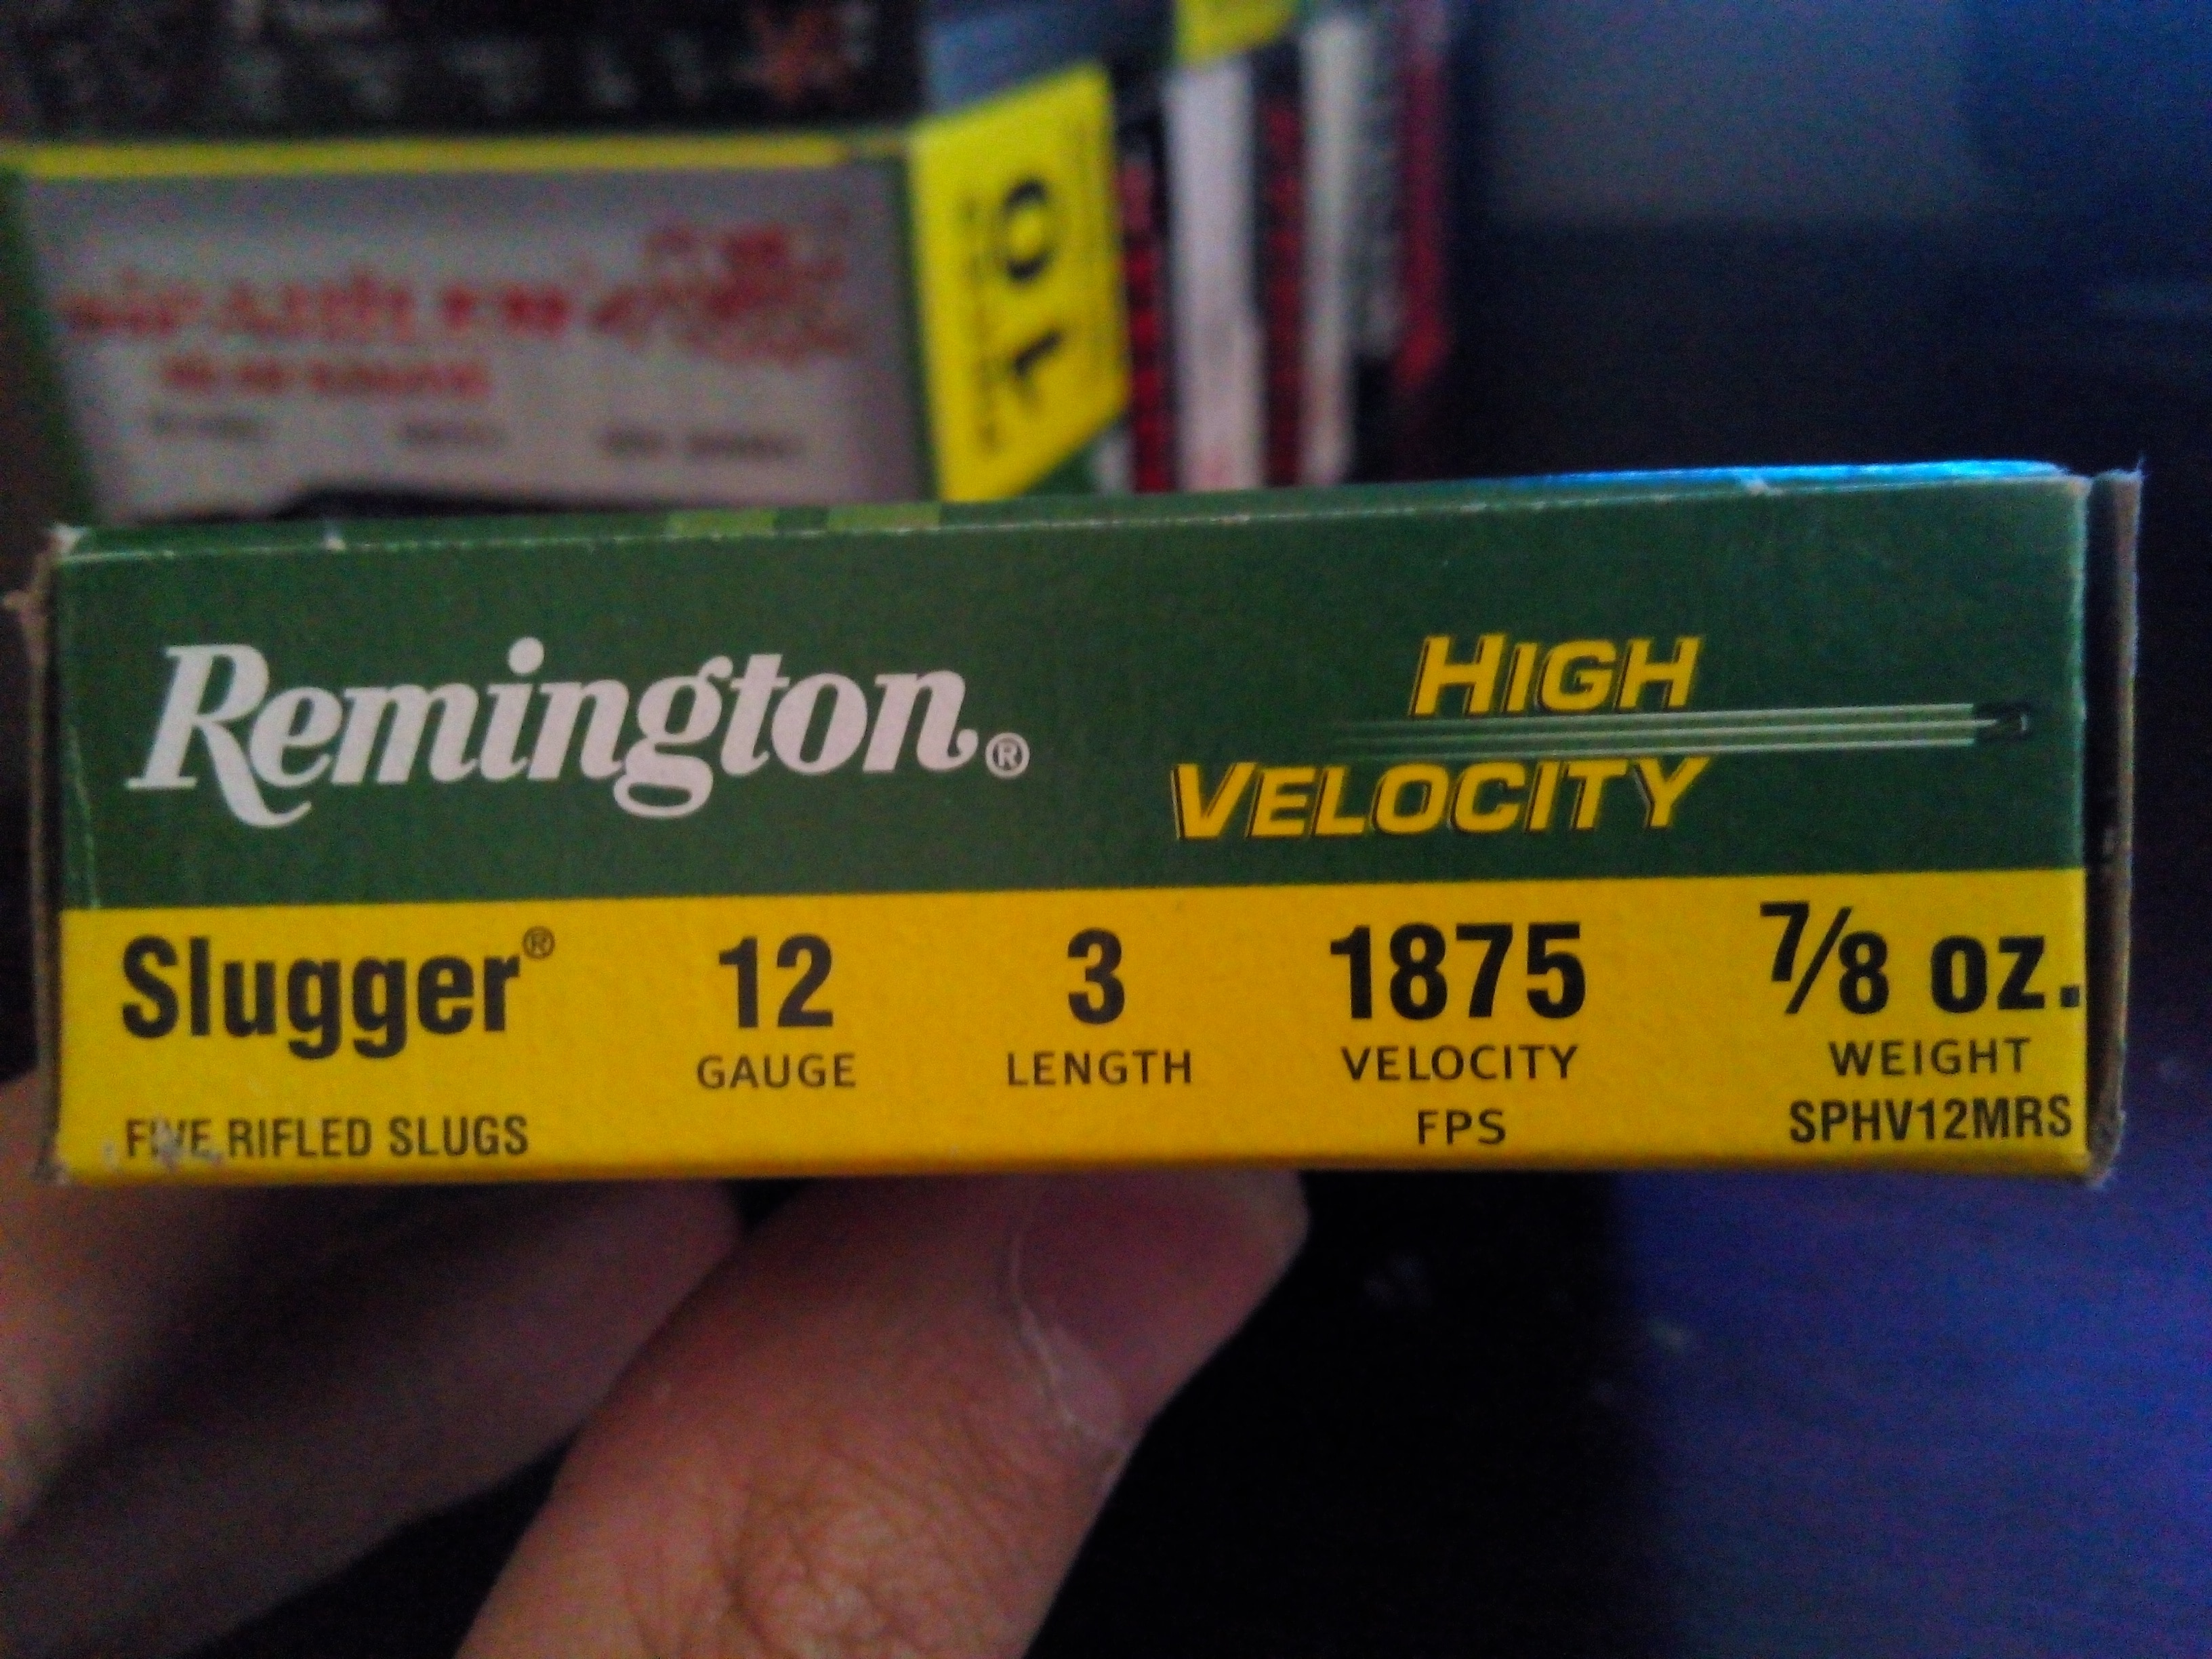 10
Remington®
HIGH
VELOCITY
Slugger® 12 3 1875 7/8 oz.
GAUGE LENGTH VELOCITY WEIGHT
FIVE RIFLED SLUGS FPS SPHV12MRS